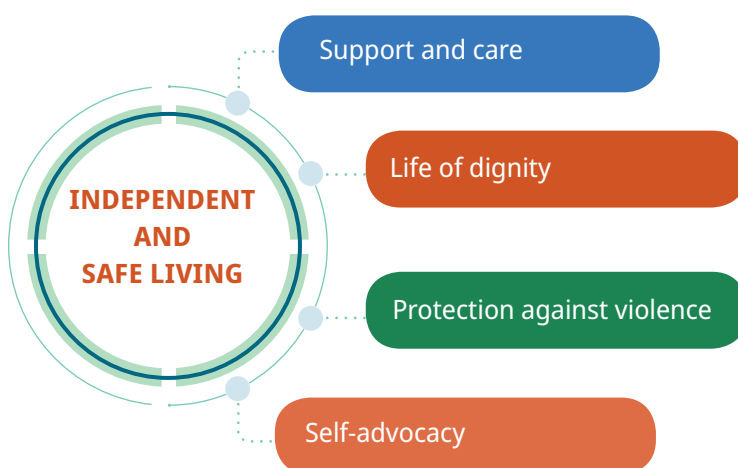 INDEPENDENT
AND
SAFE LIVING
Support and care
Life of dignity
Protection against violence
Self-advocacy